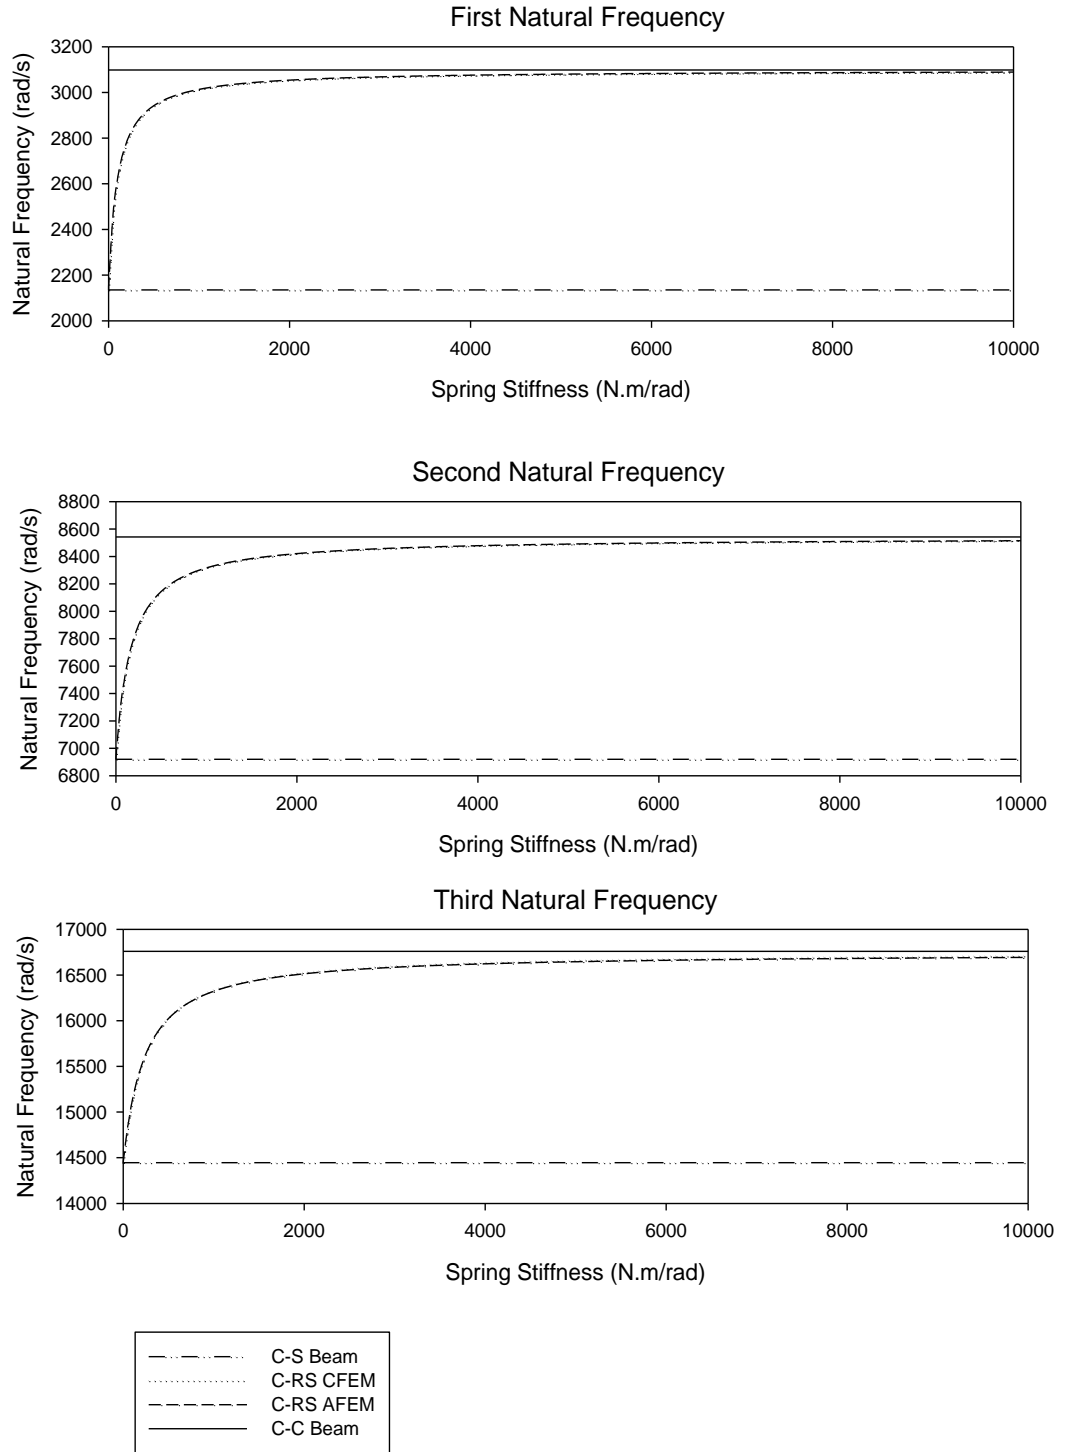 First Natural Frequency
Natural Frequency (rad/s)
3200
3000
2800
2600
2400
2200
2000
0 2000 4000 6000 8000 10000
Spring Stiffness (N.m/rad)
Second Natural Frequency
Natural Frequency (rad/s)
8800
8600
8400
8200
8000
7800
7600
7400
7200
7000
6800
0 2000 4000 6000 8000 10000
Spring Stiffness (N.m/rad)
Third Natural Frequency
Natural Frequency (rad/s)
17000
16500
16000
15500
15000
14500
14000
0 2000 4000 6000 8000 10000
Spring Stiffness (N.m/rad)
C-S Beam
C-RS CFEM
C-RS AFEM
C-C Beam